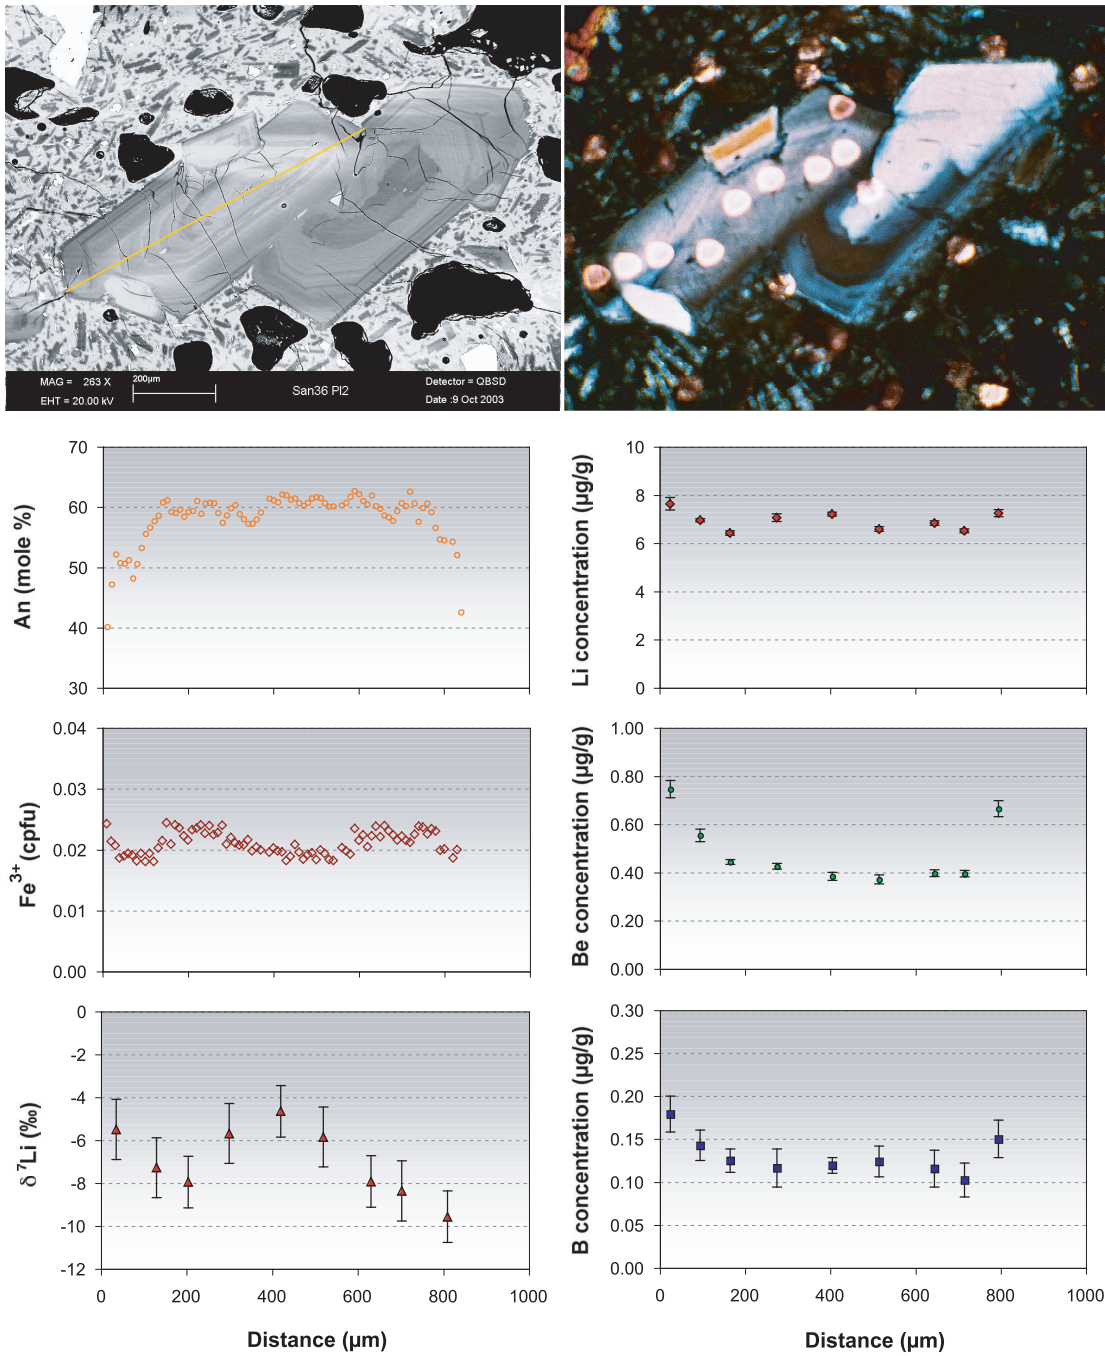 MAG = 263 X
200µm
Detector = QBSD
EHT = 20.00 kV
San36 Pl2
Date :9 Oct 2003
An (mole %)
70
60
50
40
30
Li concentration (µg/g)
10
8
6
4
2
0
Fe3+ (cpfu)
0.04
0.03
0.02
0.01
0.00
Be concentration (µg/g)
1.00
0.80
0.60
0.40
0.20
0.00
δ 7Li (‰)
0
-2
-4
-6
-8
-10
-12
0 200 400 600 800 1000
Distance (µm)
B concentration (µg/g)
0.30
0.25
0.20
0.15
0.10
0.05
0.00
0 200 400 600 800 1000
Distance (µm)